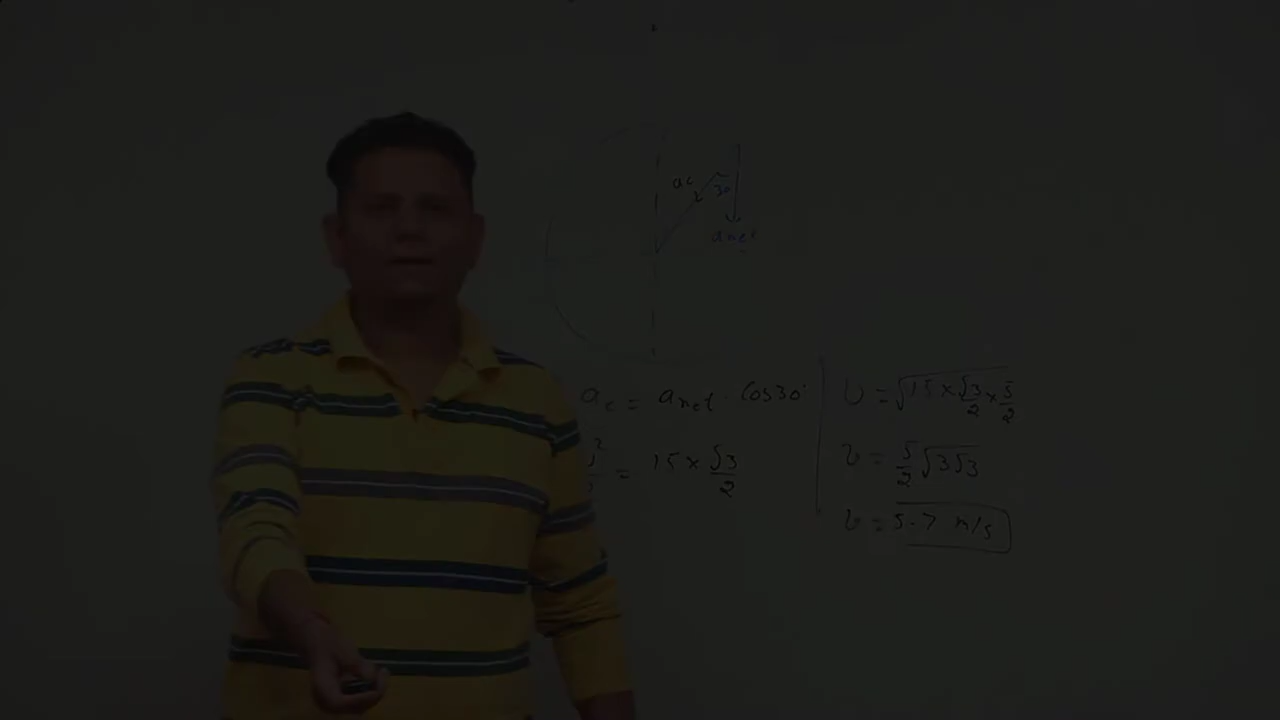 ac
30
anet
ac = anet . Cos30°
= 15 × √3/2
υ = √15 × √3/2 × 5/2
υ = 5/2 √3√3
υ = 5.7 m/s